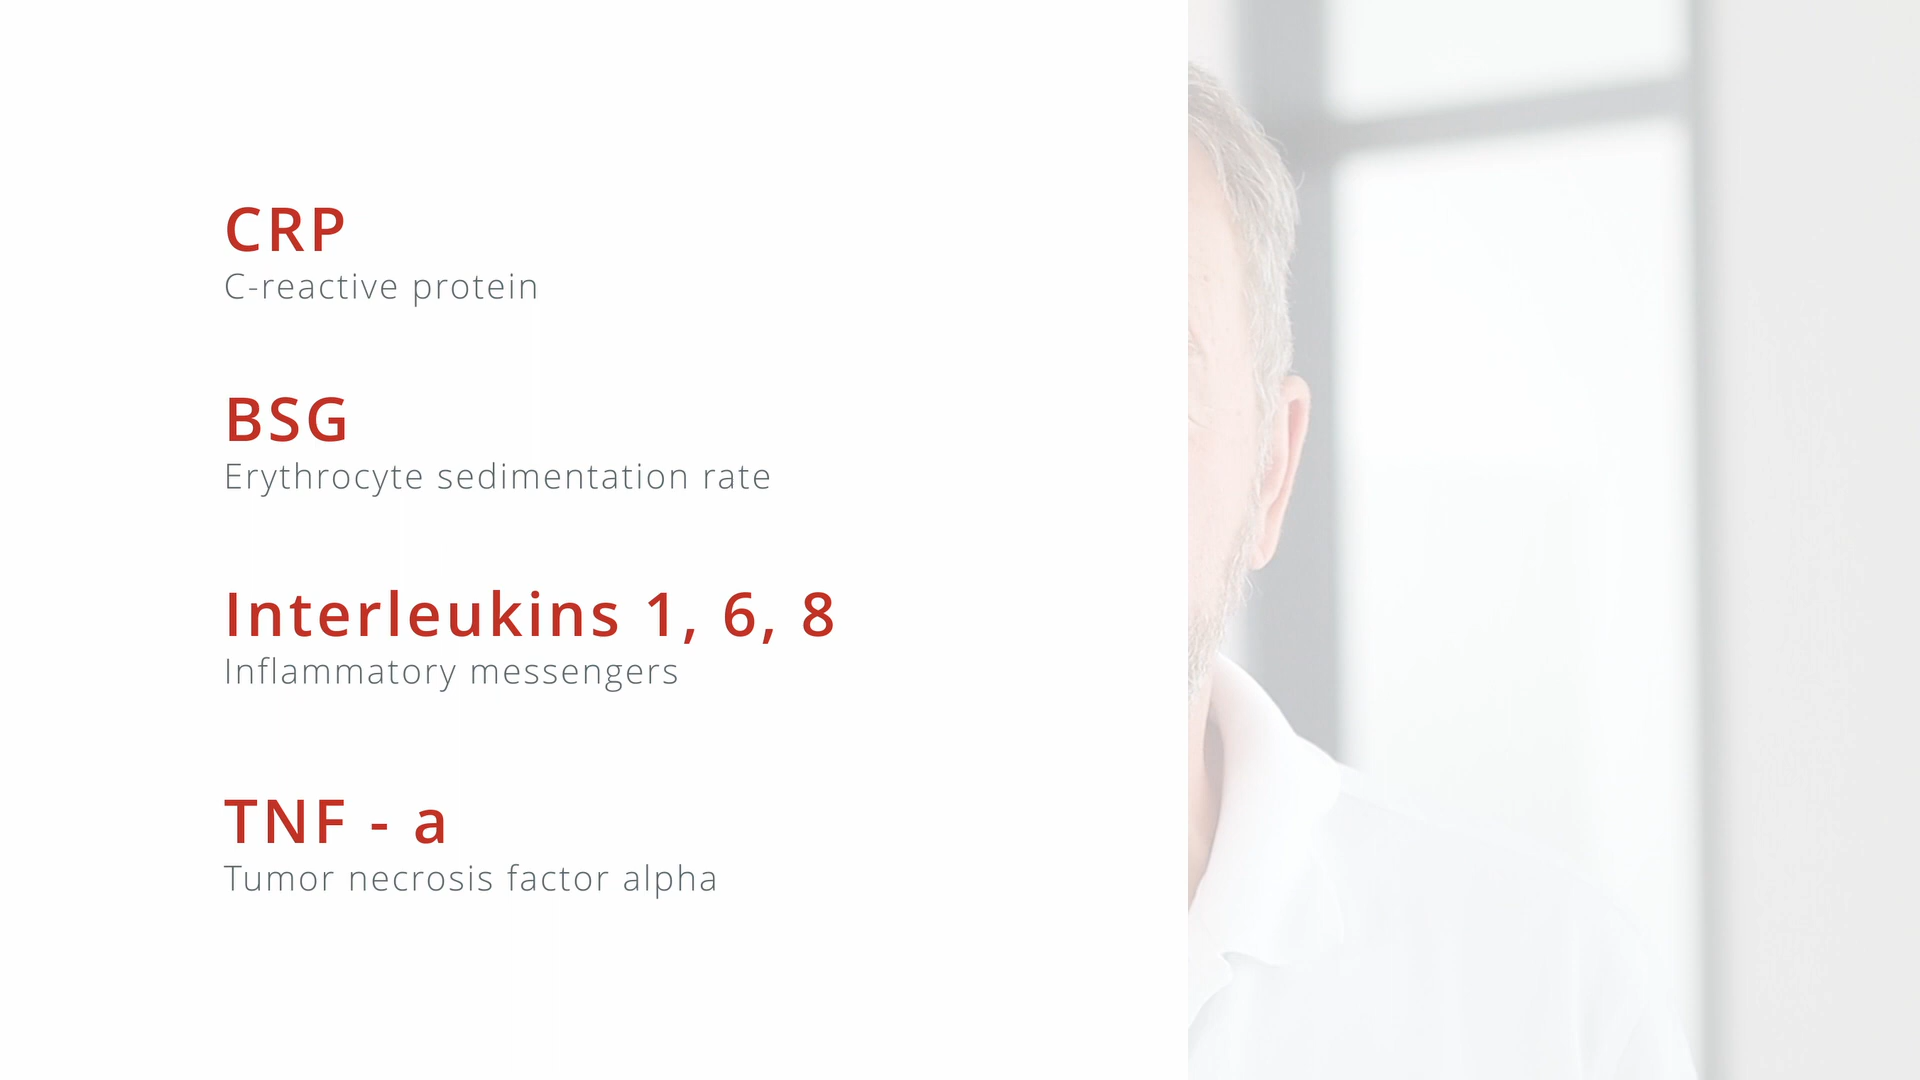 CRP
C-reactive protein
BSG
Erythrocyte sedimentation rate
Interleukins 1, 6, 8
Inflammatory messengers
TNF - a
Tumor necrosis factor alpha